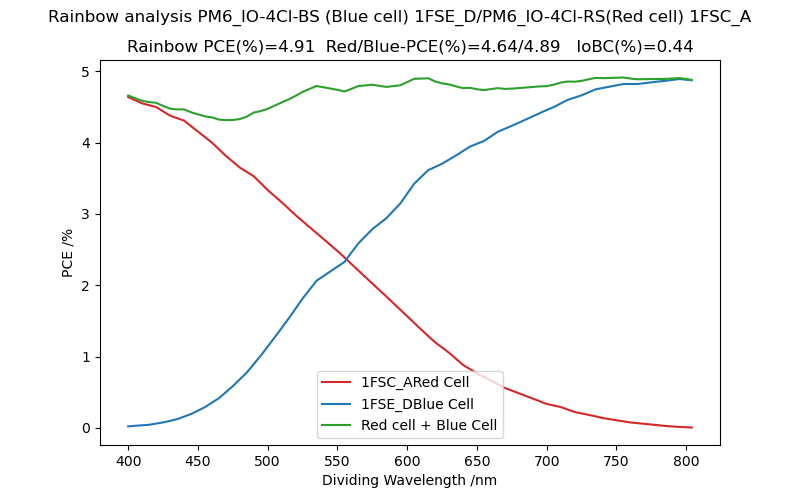 Rainbow analysis PM6_IO-4Cl-BS (Blue cell) 1FSE_D/PM6_IO-4Cl-RS(Red cell) 1FSC_A
Rainbow PCE(%)=4.91 Red/Blue-PCE(%)=4.64/4.89 IoBC(%)=0.44
5
4
3
2
1
0
PCE /%
1FSC_ARed Cell
1FSE_DBlue Cell
Red cell + Blue Cell
400 450 500 550 600 650 700 750 800
Dividing Wavelength /nm